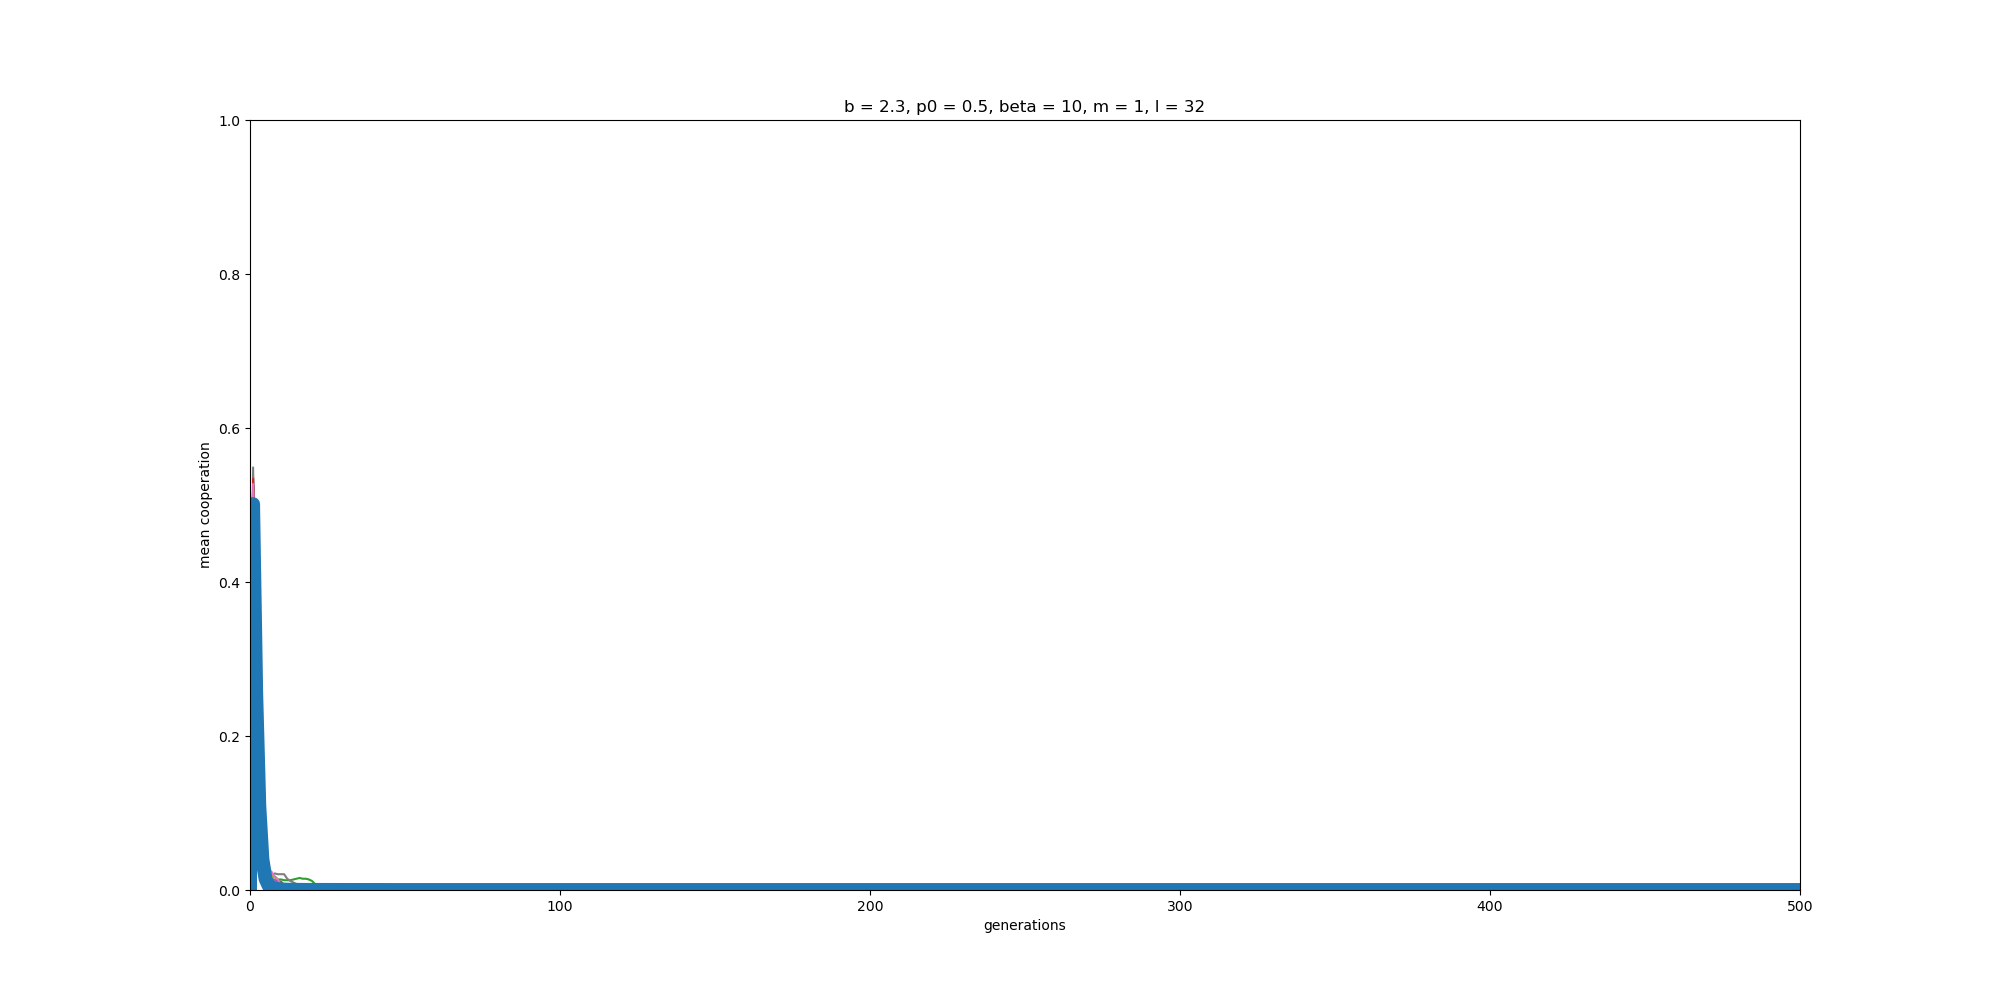 b = 2.3, p0 = 0.5, beta = 10, m = 1, l = 32
1.0
0.8
0.6
0.4
0.2
0.0
mean cooperation
0 100 200 300 400 500
generations